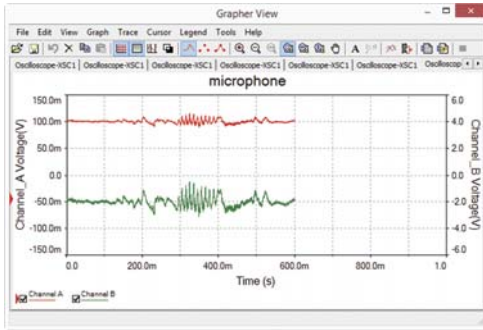 Grapher View
File Edit View Graph Trace Cursor Legend Tools Help
Oscilloscope-XSC1 Oscilloscope-XSC1 Oscilloscope-XSC1 Oscilloscope-XSC1 Oscilloscope-XSC1 Oscilloscop
microphone
150.0m 6.0
100.0m 4.0
50.0m 2.0
0.0 0.0
-50.0m -2.0
-100.0m -4.0
-150.0m -6.0
Channel_A Voltage(V)
Channel_B Voltage(V)
0.0 200.0m 400.0m 600.0m 800.0m 1.0
Time (s)
Channel A Channel B